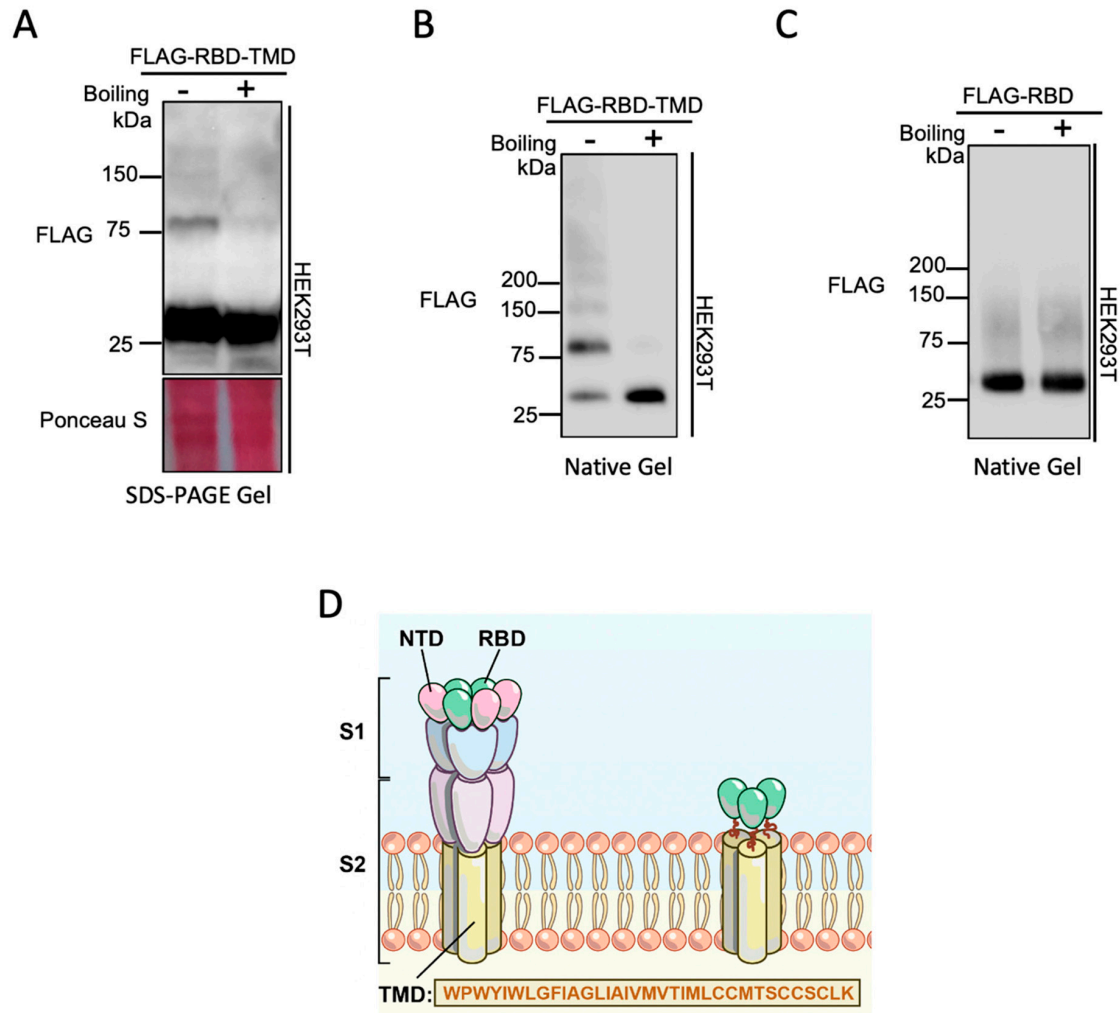 A
FLAG-RBD-TMD
Boiling - +
kDa
150
FLAG 75
25
HEK293T
Ponceau S
SDS-PAGE Gel
B
FLAG-RBD-TMD
Boiling - +
kDa
200
FLAG 150
75
25
HEK293T
Native Gel
C
FLAG-RBD
Boiling - +
kDa
200
FLAG 150
75
25
HEK293T
Native Gel
D
NTD RBD
S1
S2
TMD: WPWYIWLGFIAGLIAIVMVTIMLCCMTSCCSCLK